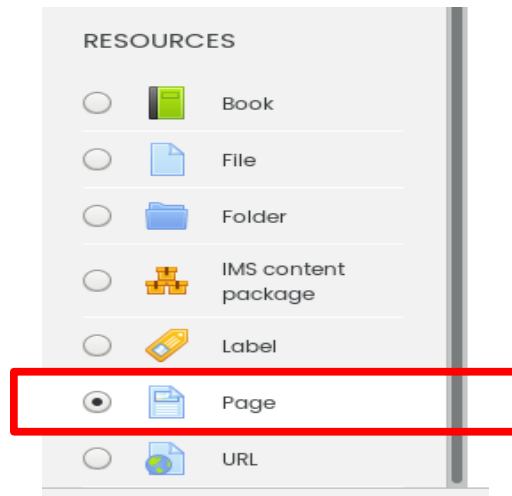 RESOURCES
Book
File
Folder
IMS content
package
Label
Page
URL